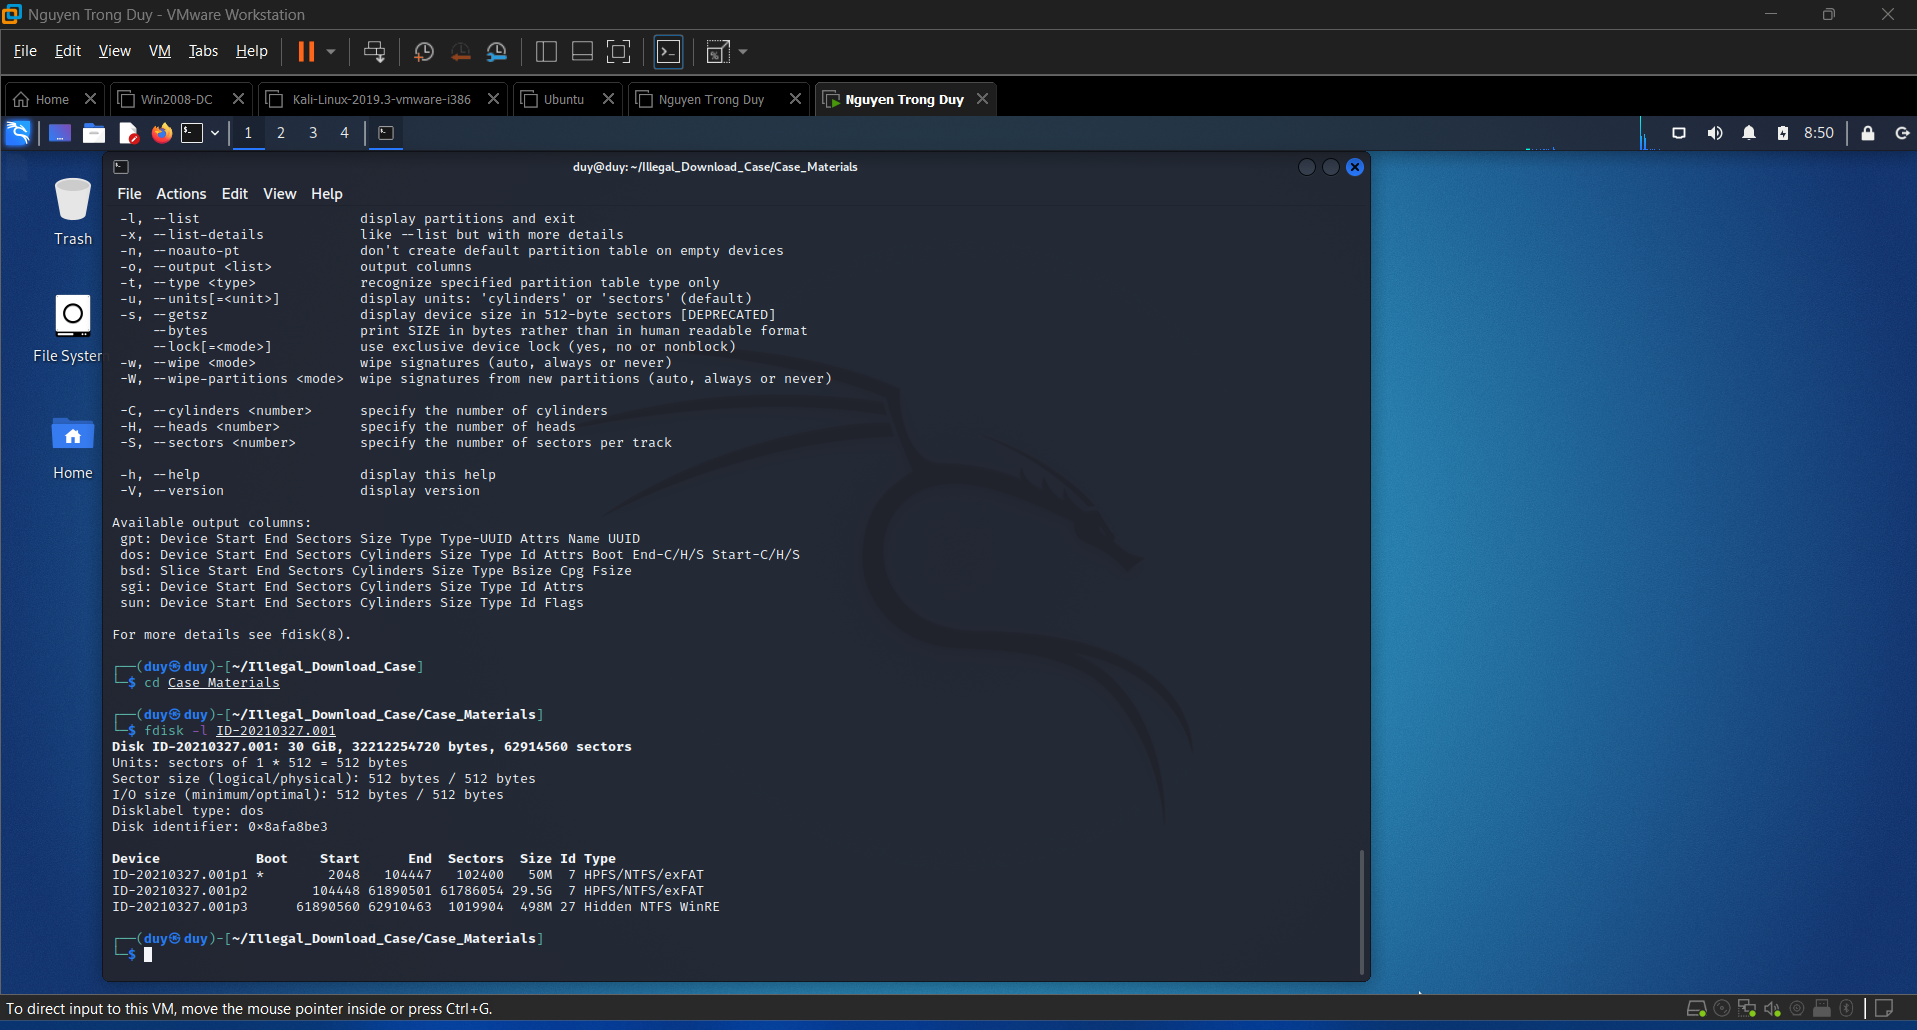 Nguyen Trong Duy - VMware Workstation
File Edit View VM Tabs Help
Home Win2008-DC Kali-Linux-2019.3-vmware-i386 Ubuntu Nguyen Trong Duy Nguyen Trong Duy
1 2 3 4 8:50
duy@duy: ~/Illegal_Download_Case/Case_Materials
File Actions Edit View Help
Trash
File System
Home
-l, --list display partitions and exit
-x, --list-details like --list but with more details
-n, --noauto-pt don't create default partition table on empty devices
-o, --output <list> output columns
-t, --type <type> recognize specified partition table type only
-u, --units[=<unit>] display units: 'cylinders' or 'sectors' (default)
-s, --getsz display device size in 512-byte sectors [DEPRECATED]
--bytes print SIZE in bytes rather than in human readable format
--lock[=<mode>] use exclusive device lock (yes, no or nonblock)
-w, --wipe <mode> wipe signatures (auto, always or never)
-W, --wipe-partitions <mode> wipe signatures from new partitions (auto, always or never)
-C, --cylinders <number> specify the number of cylinders
-H, --heads <number> specify the number of heads
-S, --sectors <number> specify the number of sectors per track
-h, --help display this help
-V, --version display version
Available output columns:
gpt: Device Start End Sectors Size Type Type-UUID Attrs Name UUID
dos: Device Start End Sectors Cylinders Size Type Id Attrs Boot End-C/H/S Start-C/H/S
bsd: Slice Start End Sectors Cylinders Size Type Bsize Cpg Fsize
sgi: Device Start End Sectors Cylinders Size Type Id Attrs
sun: Device Start End Sectors Cylinders Size Type Id Flags
For more details see fdisk(8).
┌──(duy㉿duy)-[~/Illegal_Download_Case]
└─$ cd Case_Materials
┌──(duy㉿duy)-[~/Illegal_Download_Case/Case_Materials]
└─$ fdisk -l ID-20210327.001
Disk ID-20210327.001: 30 GiB, 32212254720 bytes, 62914560 sectors
Units: sectors of 1 * 512 = 512 bytes
Sector size (logical/physical): 512 bytes / 512 bytes
I/O size (minimum/optimal): 512 bytes / 512 bytes
Disklabel type: dos
Disk identifier: 0×8afa8be3
Device Boot Start End Sectors Size Id Type
ID-20210327.001p1 * 2048 104447 102400 50M 7 HPFS/NTFS/exFAT
ID-20210327.001p2 104448 61890501 61786054 29.5G 7 HPFS/NTFS/exFAT
ID-20210327.001p3 61890560 62910463 1019904 498M 27 Hidden NTFS WinRE
┌──(duy㉿duy)-[~/Illegal_Download_Case/Case_Materials]
└─$
To direct input to this VM, move the mouse pointer inside or press Ctrl+G.